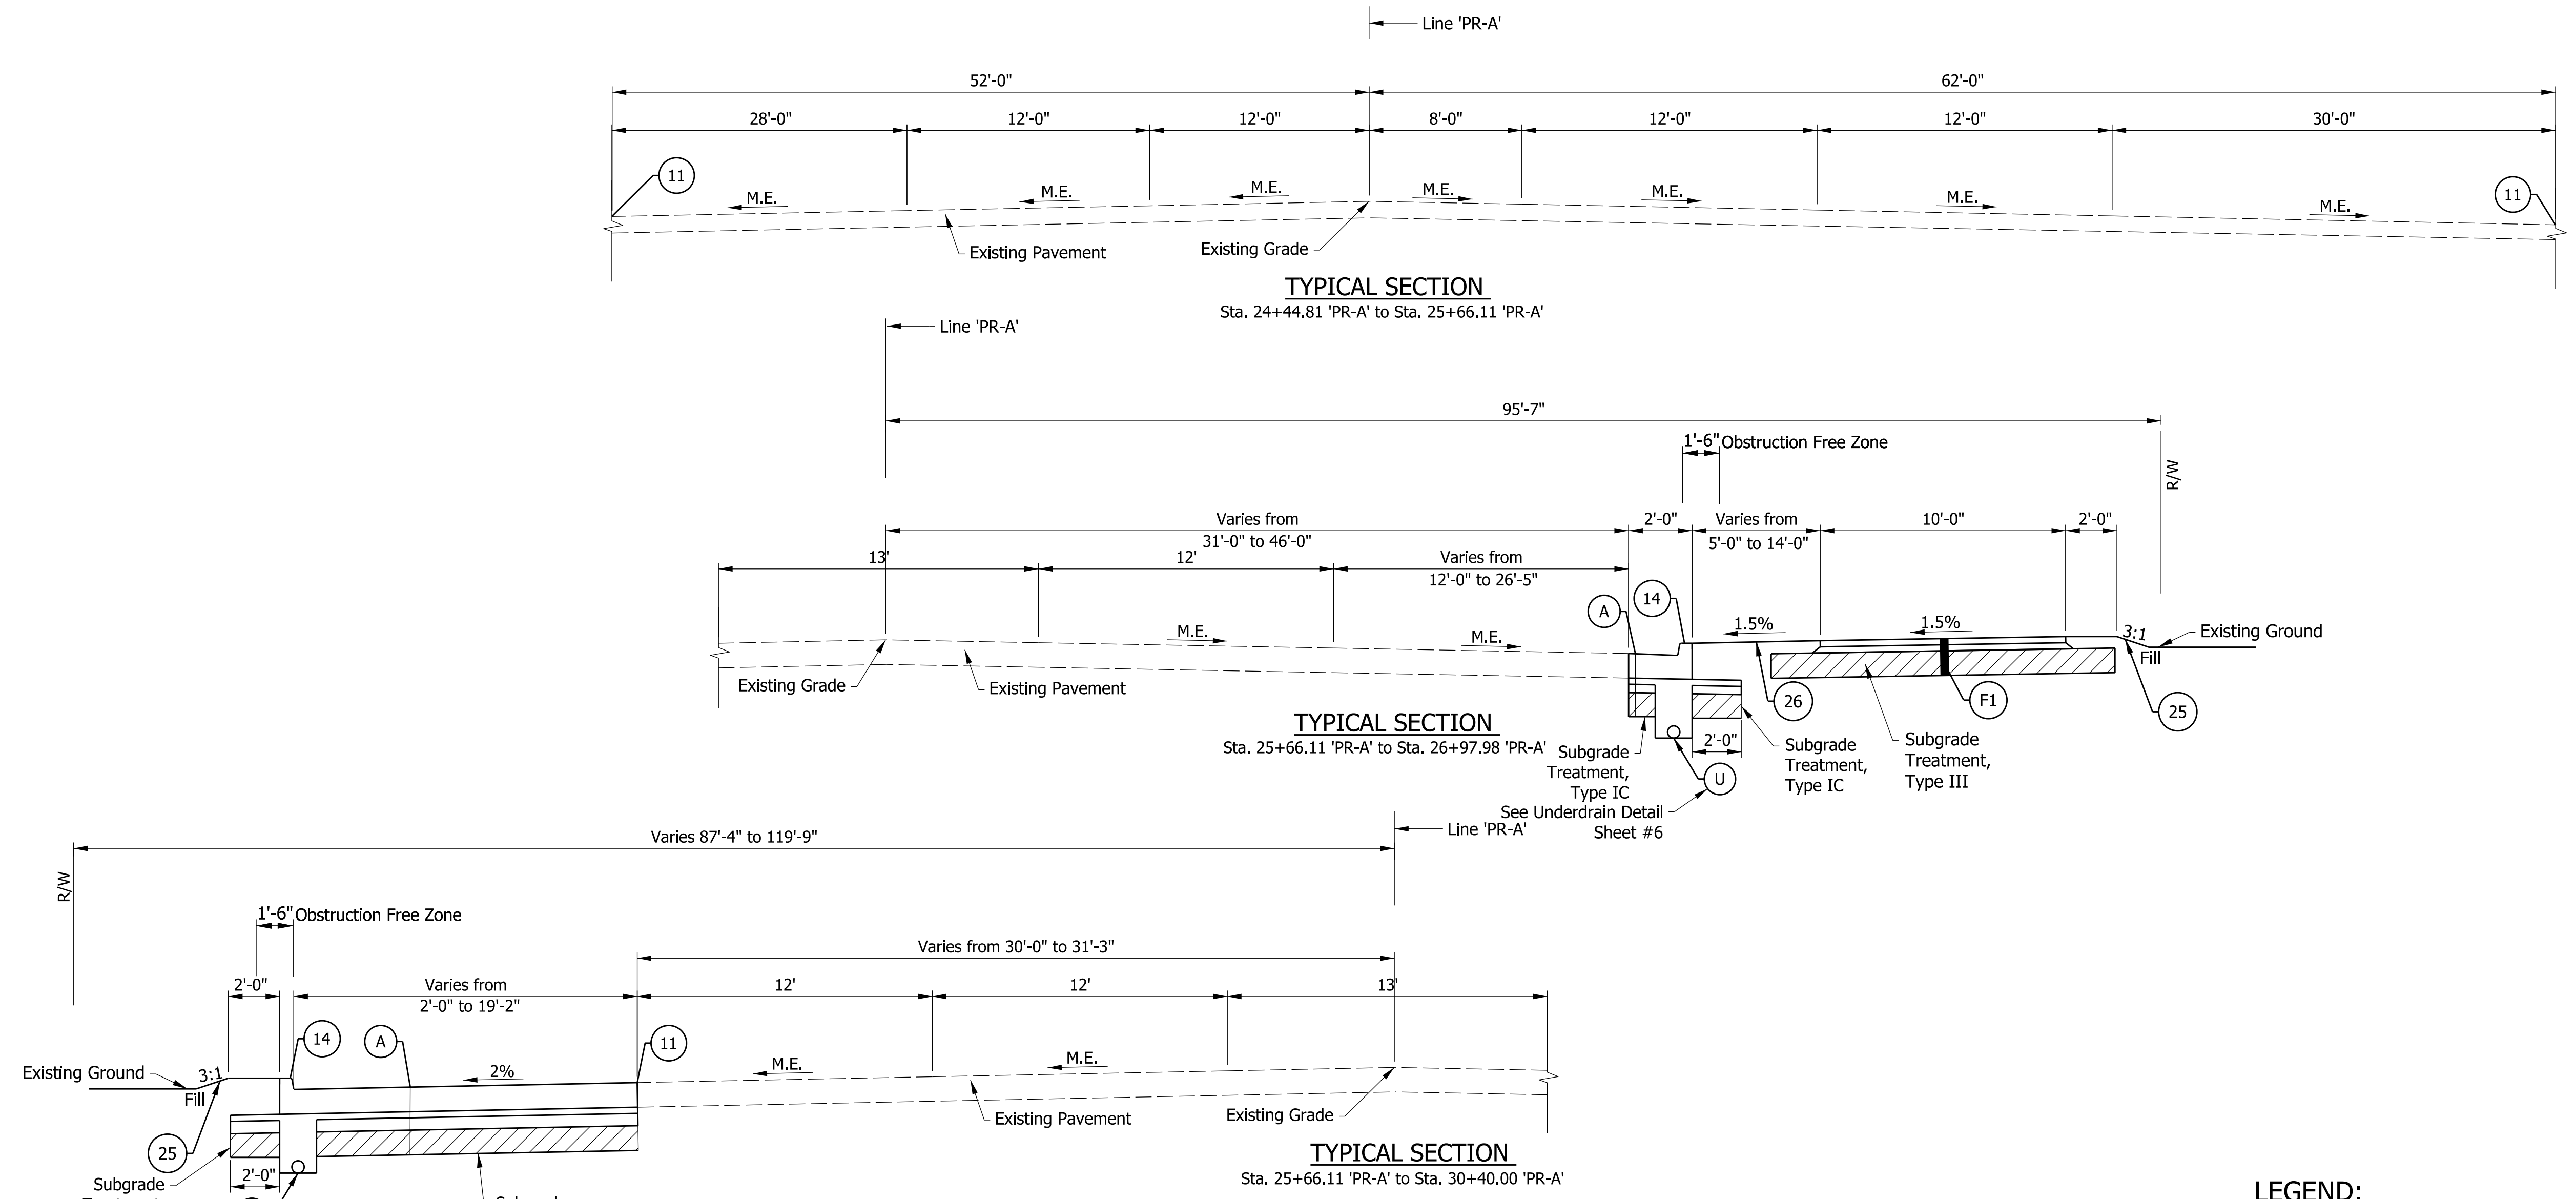 Line 'PR-A'
52'-0"
62'-0"
28'-0"
12'-0"
12'-0"
8'-0"
12'-0"
12'-0"
30'-0"
11
M.E.
M.E.
M.E.
M.E.
M.E.
M.E.
M.E.
11
Existing Pavement
Existing Grade
TYPICAL SECTION
Sta. 24+44.81 'PR-A' to Sta. 25+66.11 'PR-A'
Line 'PR-A'
95'-7"
1'-6" Obstruction Free Zone
R/W
Varies from
31'-0" to 46'-0"
2'-0"
Varies from
5'-0" to 14'-0"
10'-0"
2'-0"
13'
12'
Varies from
12'-0" to 26'-5"
A
14
M.E.
M.E.
1.5%
1.5%
3:1
Fill
Existing Ground
Existing Grade
Existing Pavement
26
F1
25
TYPICAL SECTION
Sta. 25+66.11 'PR-A' to Sta. 26+97.98 'PR-A'
Subgrade
Treatment,
Type IC
2'-0"
Subgrade
Treatment,
Type IC
Subgrade
Treatment,
Type III
U
See Underdrain Detail
Sheet #6
Line 'PR-A'
Varies 87'-4" to 119'-9"
R/W
1'-6" Obstruction Free Zone
Varies from 30'-0" to 31'-3"
2'-0"
Varies from
2'-0" to 19'-2"
12'
12'
13'
14
A
11
Existing Ground
3:1
Fill
2%
M.E.
M.E.
Existing Pavement
Existing Grade
25
TYPICAL SECTION
Sta. 25+66.11 'PR-A' to Sta. 30+40.00 'PR-A'
Subgrade
2'-0"
LEGEND: